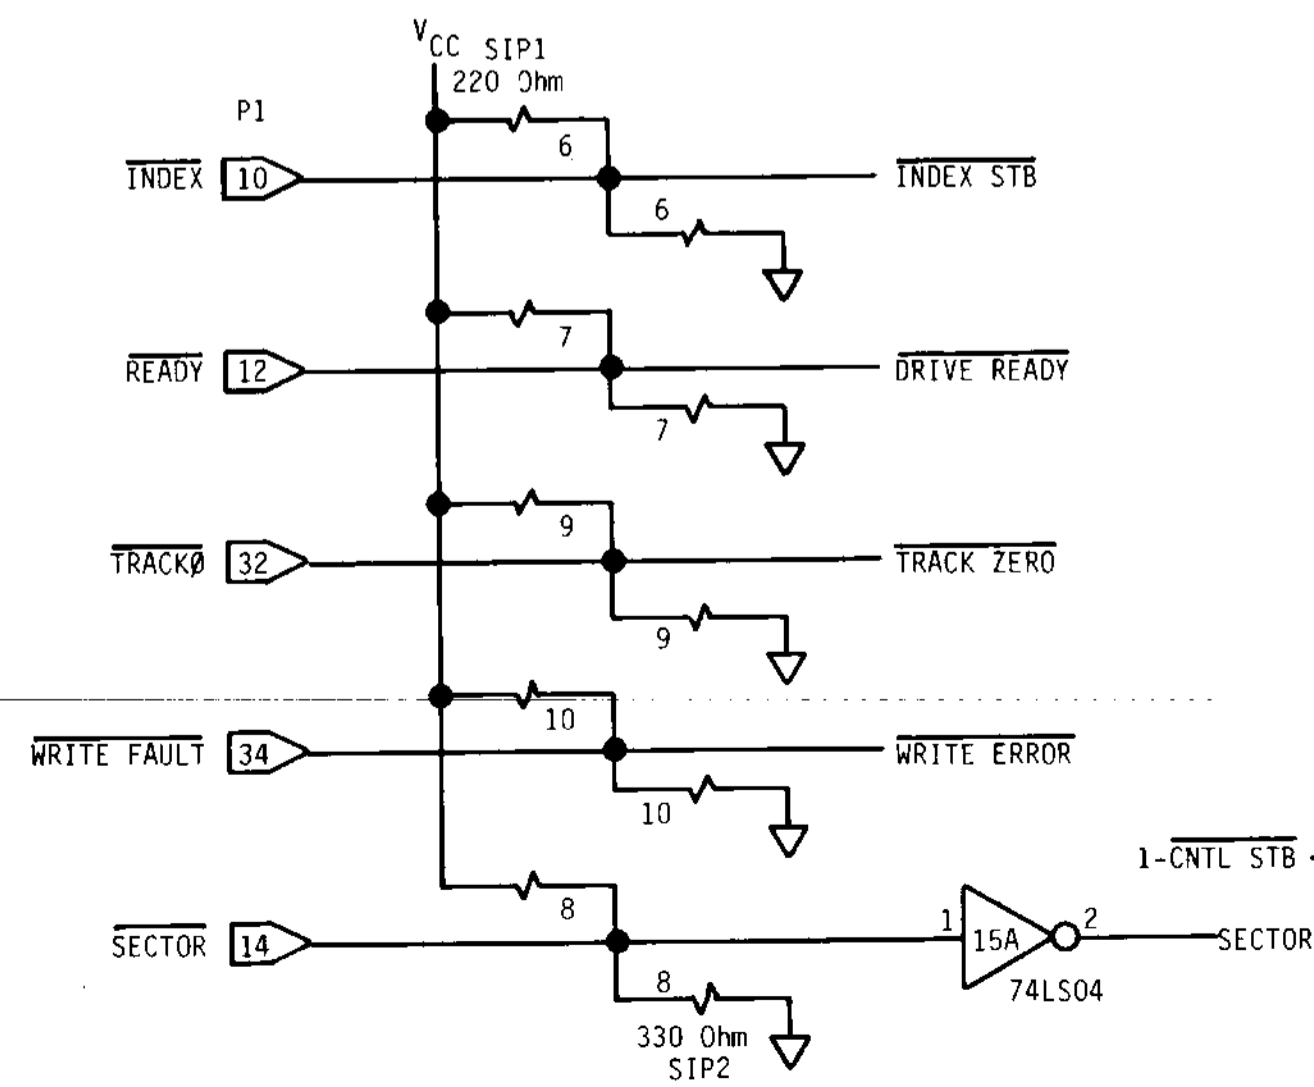 VCC SIP1
220 Ohm
P1
6
INDEX 10 INDEX STB
6
7
READY 12 DRIVE READY
7
9
TRACKØ 32 TRACK ZERO
9
10
WRITE FAULT 34 WRITE ERROR
10
1-CNTL STB
8
SECTOR 14 1 15A 2 SECTOR
74LS04
8
330 Ohm
SIP2